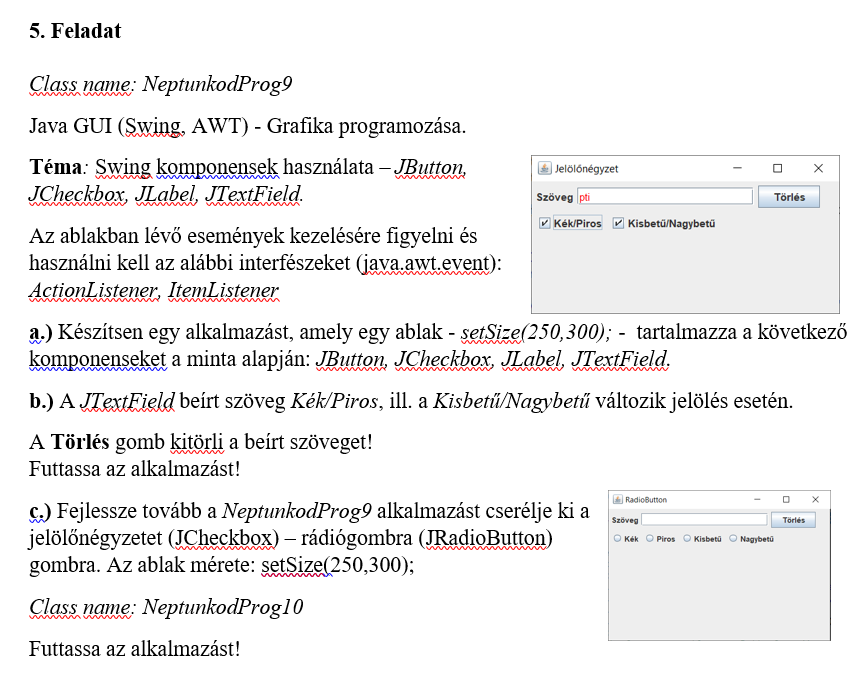 5. Feladat
Class name: NeptunkodProg9
Java GUI (Swing, AWT) - Grafika programozása.
Téma: Swing komponensek használata – JButton,
JCheckbox, JLabel, JTextField.
Az ablakban lévő események kezelésére figyelni és
használni kell az alábbi interfészeket (java.awt.event):
ActionListener, ItemListener
Jelölőnégyzet
Szöveg pti Törlés
Kék/Piros Kisbetű/Nagybetű
a.) Készítsen egy alkalmazást, amely egy ablak - setSize(250,300); - tartalmazza a következő
komponenseket a minta alapján: JButton, JCheckbox, JLabel, JTextField.
b.) A JTextField beírt szöveg Kék/Piros, ill. a Kisbetű/Nagybetű változik jelölés esetén.
A Törlés gomb kitörli a beírt szöveget!
Futtassa az alkalmazást!
c.) Fejlessze tovább a NeptunkodProg9 alkalmazást cserélje ki a
jelölőnégyzetet (JCheckbox) – rádiógombra (JRadioButton)
gombra. Az ablak mérete: setSize(250,300);
Class name: NeptunkodProg10
Futtassa az alkalmazást!
RadioButton
Szöveg Törlés
Kék Piros Kisbetű Nagybetű